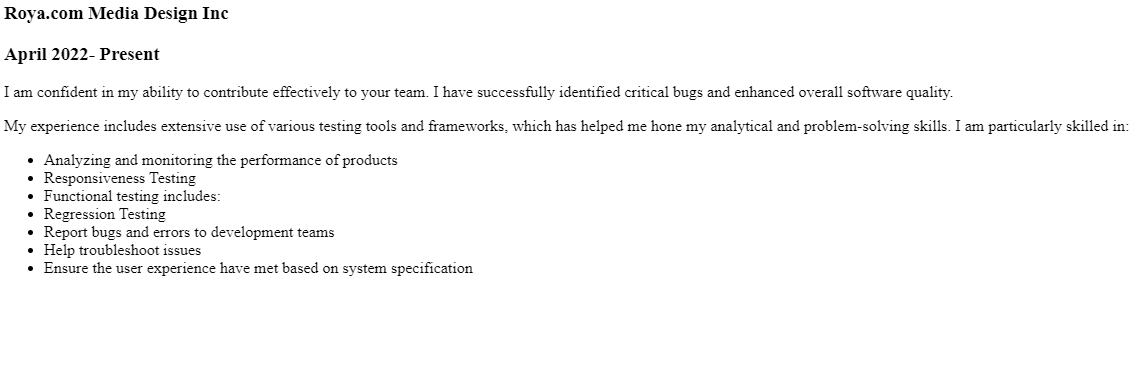 Roya.com Media Design Inc
April 2022- Present
I am confident in my ability to contribute effectively to your team. I have successfully identified critical bugs and enhanced overall software quality.
My experience includes extensive use of various testing tools and frameworks, which has helped me hone my analytical and problem-solving skills. I am particularly skilled in:
• Analyzing and monitoring the performance of products
• Responsiveness Testing
• Functional testing includes:
• Regression Testing
• Report bugs and errors to development teams
• Help troubleshoot issues
• Ensure the user experience have met based on system specification